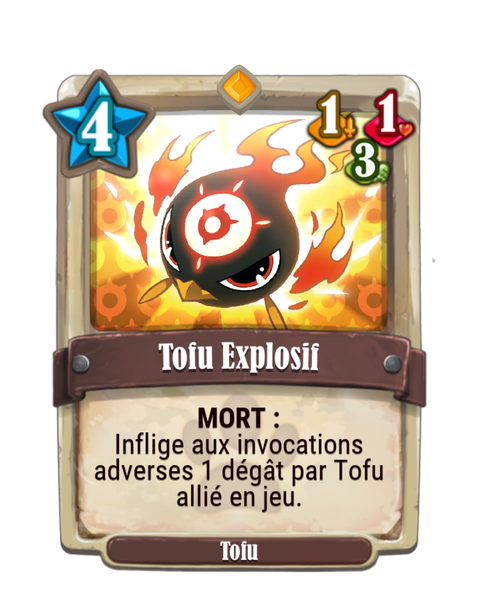 4
1
1
3
Tofu Explosif
MORT :
Inflige aux invocations
adverses 1 dégât par Tofu
allié en jeu.
Tofu